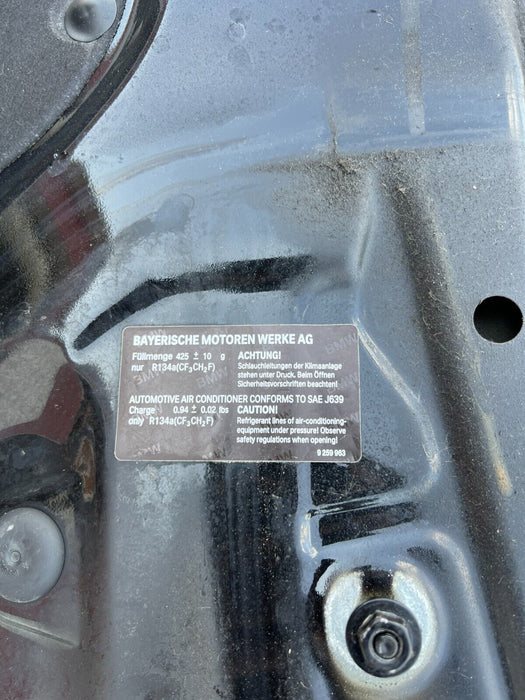 BAYERISCHE MOTOREN WERKE AG
Füllmenge 425 ± 10 g
nur R134a(CF₃CH₂F)
ACHTUNG!
Schlauchleitungen der Klimaanlage
stehen unter Druck. Beim Öffnen
Sicherheitsvorschriften beachten!
AUTOMOTIVE AIR CONDITIONER CONFORMS TO SAE J639
Charge 0.94 ± 0.02 lbs
only R134a(CF₃CH₂F)
CAUTION!
Refrigerant lines of air-conditioning-
equipment under pressure! Observe
safety regulations when opening!
9 259 963